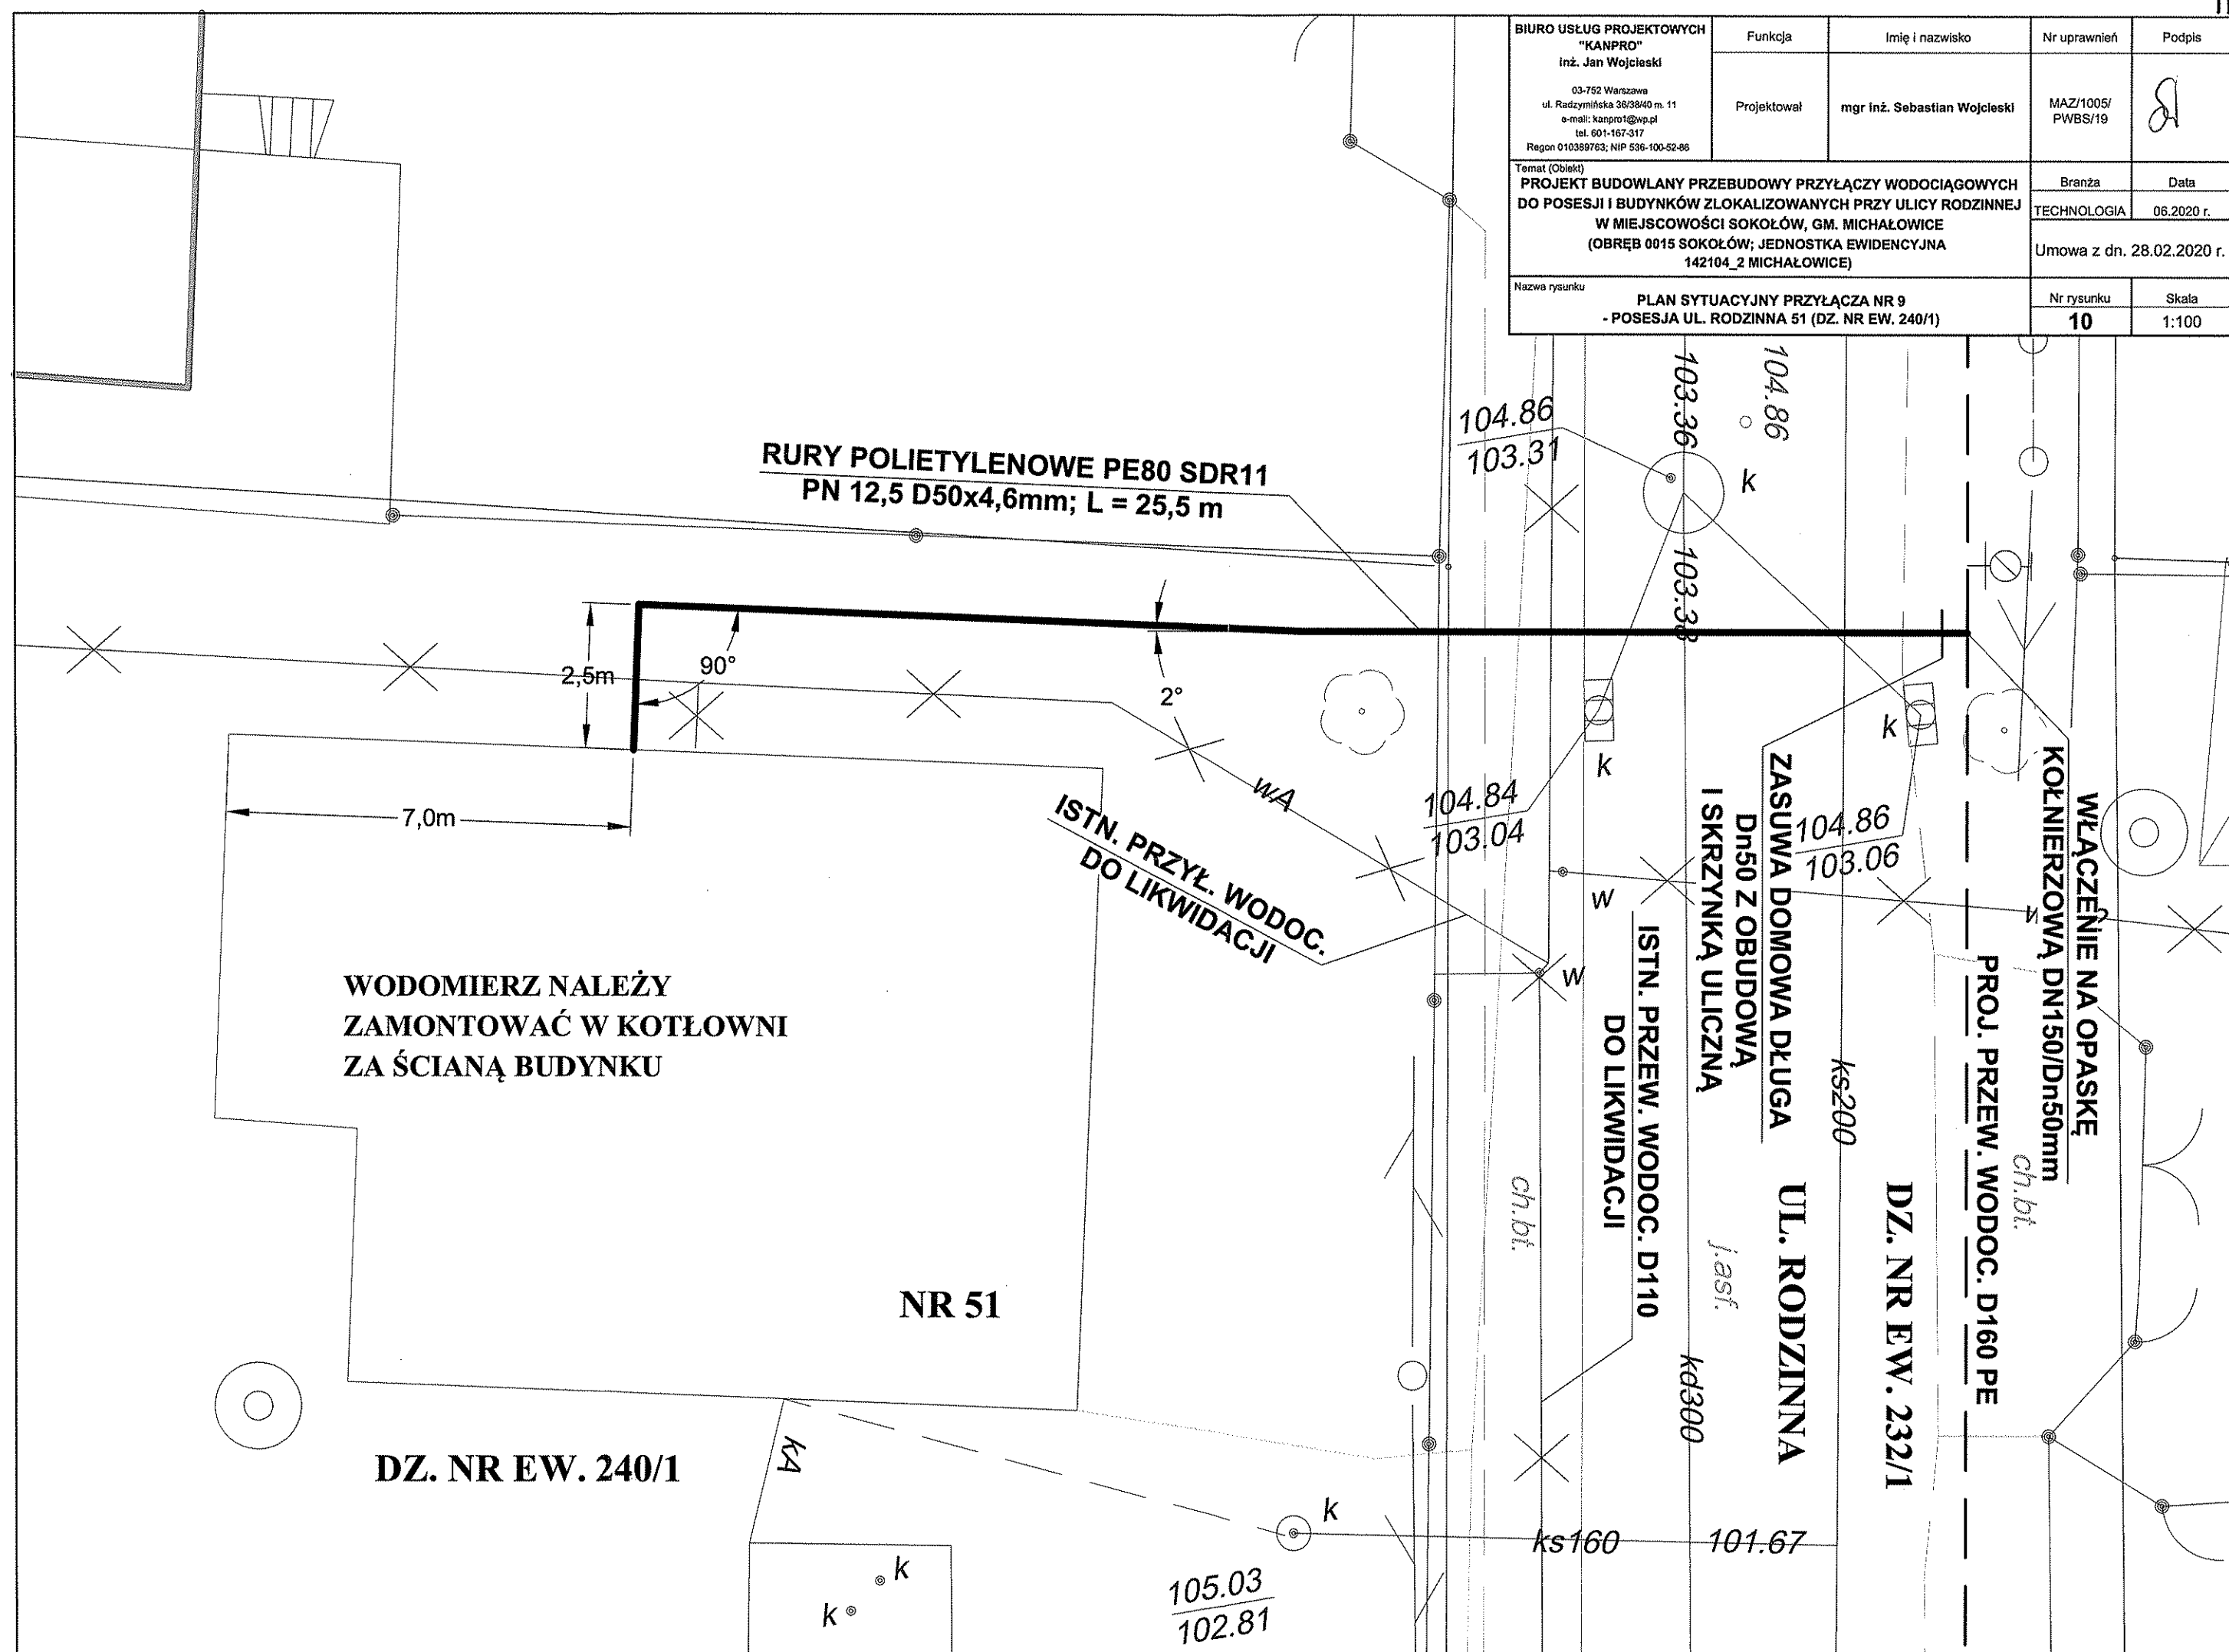 BIURO USŁUG PROJEKTOWYCH
"KANPRO"
inż. Jan Wojcieski
03-752 Warszawa
ul. Radzymińska 36/38/40 m. 11
e-mail: kanpro1@wp.pl
tel. 601-167-317
Regon 010389763; NIP 536-100-52-86
Funkcja
Imię i nazwisko
Nr uprawnień
Podpis
Projektował
mgr inż. Sebastian Wojcieski
MAZ/1005/
PWBS/19
Temat (Obiekt)
PROJEKT BUDOWLANY PRZEBUDOWY PRZYŁĄCZY WODOCIĄGOWYCH
DO POSESJI I BUDYNKÓW ZLOKALIZOWANYCH PRZY ULICY RODZINNEJ
W MIEJSCOWOŚCI SOKOŁÓW, GM. MICHAŁOWICE
(OBRĘB 0015 SOKOŁÓW; JEDNOSTKA EWIDENCYJNA
142104_2 MICHAŁOWICE)
Branża
Data
TECHNOLOGIA
06.2020 r.
Umowa z dn. 28.02.2020 r.
Nazwa rysunku
PLAN SYTUACYJNY PRZYŁĄCZA NR 9
- POSESJA UL. RODZINNA 51 (DZ. NR EW. 240/1)
Nr rysunku
Skala
10
1:100
104.86
103.31
103.36
104.86
k
103.33
RURY POLIETYLENOWE PE80 SDR11
PN 12,5 D50x4,6mm; L = 25,5 m
2,5m
90°
2°
7,0m
wA
ISTN. PRZYŁ. WODOC.
DO LIKWIDACJI
104.84
103.04
k
k
104.86
103.06
w
w
ZASUWA DOMOWA DŁUGA
Dn50 Z OBUDOWĄ
I SKRZYNKĄ ULICZNĄ
WŁĄCZENIE NA OPASKĘ
KOŁNIERZOWĄ DN150/Dn50mm
ISTN. PRZEW. WODOC. D110
DO LIKWIDACJI
PROJ. PRZEW. WODOC. D160 PE
WODOMIERZ NALEŻY
ZAMONTOWAĆ W KOTŁOWNI
ZA ŚCIANĄ BUDYNKU
ks200
ch.bt.
ch.bt.
j.asf.
UL. RODZINNA
DZ. NR EW. 232/1
kd300
NR 51
DZ. NR EW. 240/1
kA
k
ks160
101.67
k
k
105.03
102.81